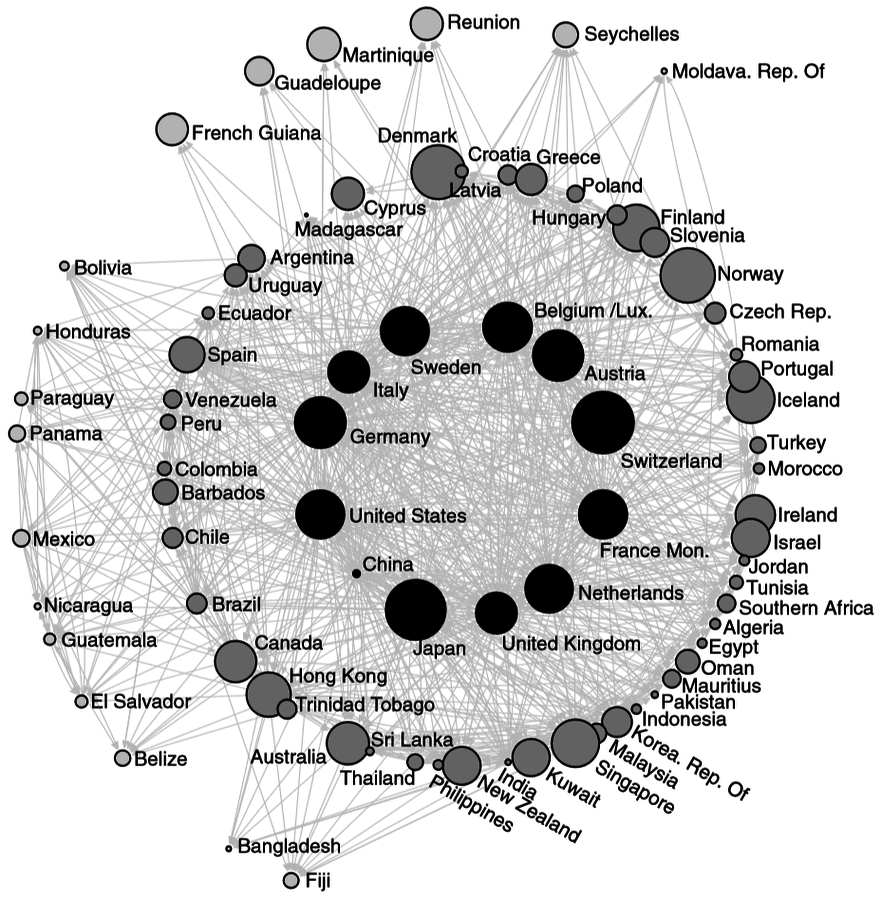 Reunion
Seychelles
Martinique
Moldava. Rep. Of
Guadeloupe
French Guiana
Denmark
Croatia
Greece
Latvia
Poland
Cyprus
Hungary
Finland
Madagascar
Slovenia
Argentina
Bolivia
Norway
Uruguay
Ecuador
Belgium /Lux.
Czech Rep.
Honduras
Romania
Spain
Sweden
Austria
Portugal
Italy
Paraguay
Venezuela
Iceland
Peru
Panama
Germany
Turkey
Switzerland
Colombia
Morocco
Barbados
United States
Ireland
Chile
Mexico
France Mon.
Israel
China
Jordan
Tunisia
Netherlands
Nicaragua
Brazil
Southern Africa
Algeria
Guatemala
Canada
Japan
United Kingdom
Egypt
Oman
Hong Kong
Mauritius
El Salvador
Trinidad Tobago
Pakistan
Indonesia
Korea. Rep. Of
Sri Lanka
Australia
Malaysia
Belize
Singapore
Thailand
Philippines
New Zealand
India
Kuwait
Bangladesh
Fiji